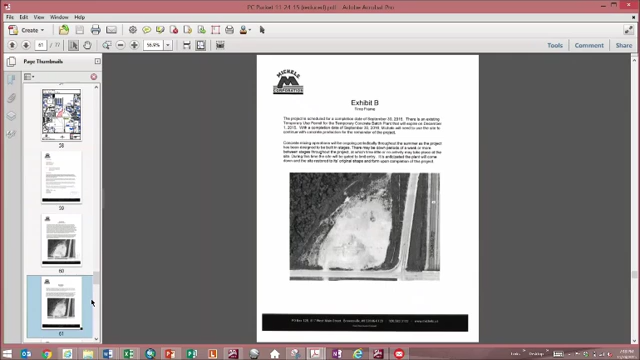 PC Packet 11-24-15 (reduced).pdf - Adobe Acrobat Pro
File Edit View Window Help
Create
61 / 77
Tools
Comment
Share
Page Thumbnails
58
59
60
61
MICHELS
CORPORATION
Exhibit B
Time Frame
The project is scheduled for a completion date of September 30, 2016. There is an existing
Temporary Use Permit for the Temporary Concrete Batch Plant that will expire on December
1, 2015. With a completion date of September 30, 2016, Michels will need to use the site to
continue with concrete production for the remainder of the project.
Concrete mixing operations will be ongoing periodically throughout the summer as the project
has been designed to be built in stages. There may be down periods of a week or more
between stages throughout the project, at which time little or no activity may take place at the
site. During this time the site will be gated to limit entry. It is anticipated the plant will come
down and the site restored to its original shape and form upon completion of the project.
Desktop